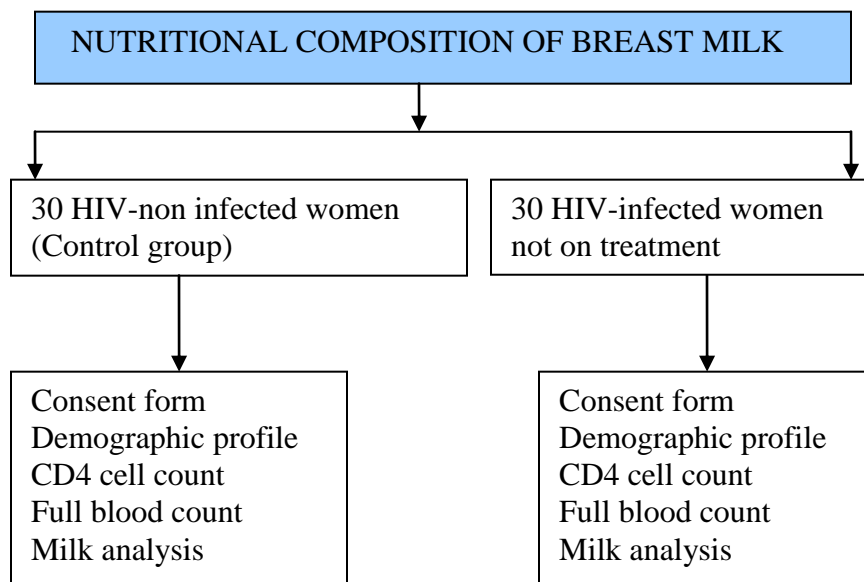 NUTRITIONAL COMPOSITION OF BREAST MILK
30 HIV-non infected women
(Control group)
30 HIV-infected women
not on treatment
Consent form
Demographic profile
CD4 cell count
Full blood count
Milk analysis
Consent form
Demographic profile
CD4 cell count
Full blood count
Milk analysis